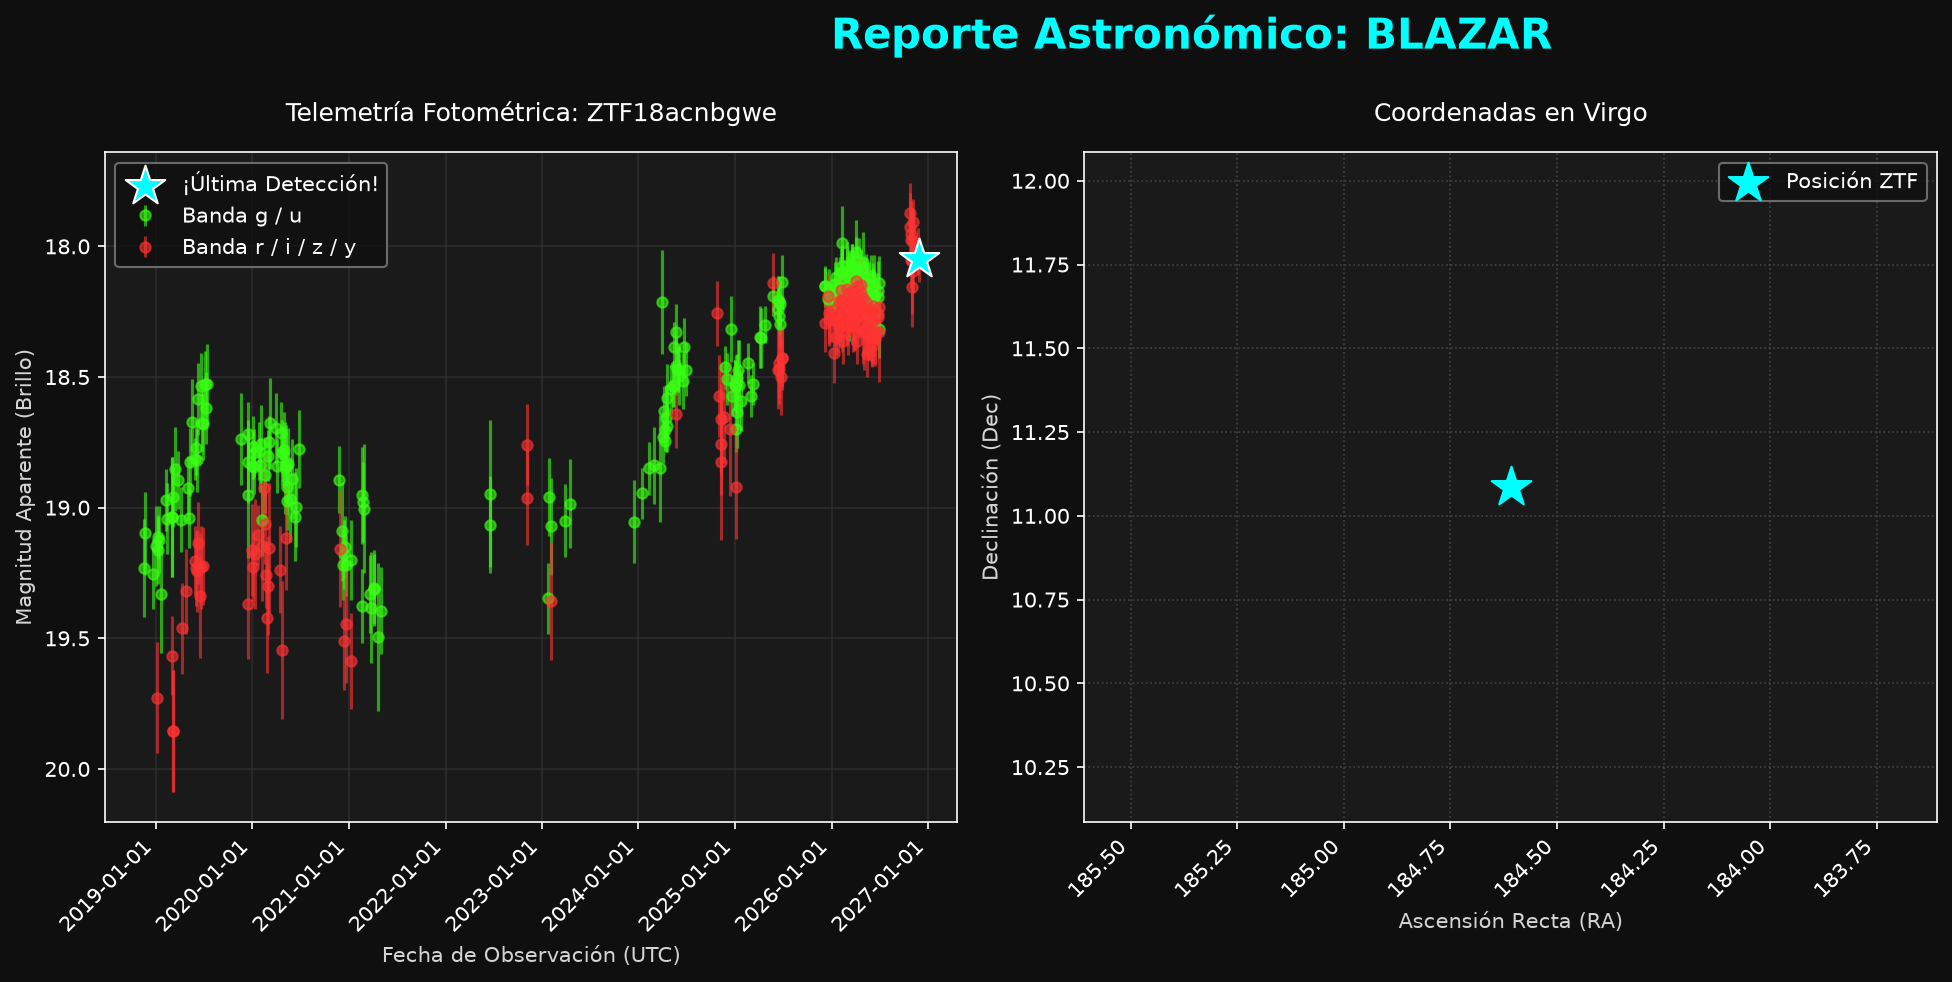 Reporte Astronómico: BLAZAR
Telemetría Fotométrica: ZTF18acnbgwe
¡Última Detección!
Banda g / u
Banda r / i / z / y
Magnitud Aparente (Brillo)
18.0
18.5
19.0
19.5
20.0
2019-01-01
2020-01-01
2021-01-01
2022-01-01
2023-01-01
2024-01-01
2025-01-01
2026-01-01
2027-01-01
Fecha de Observación (UTC)
Coordenadas en Virgo
Posición ZTF
Declinación (Dec)
12.00
11.75
11.50
11.25
11.00
10.75
10.50
10.25
185.50
185.25
185.00
184.75
184.50
184.25
184.00
183.75
Ascensión Recta (RA)